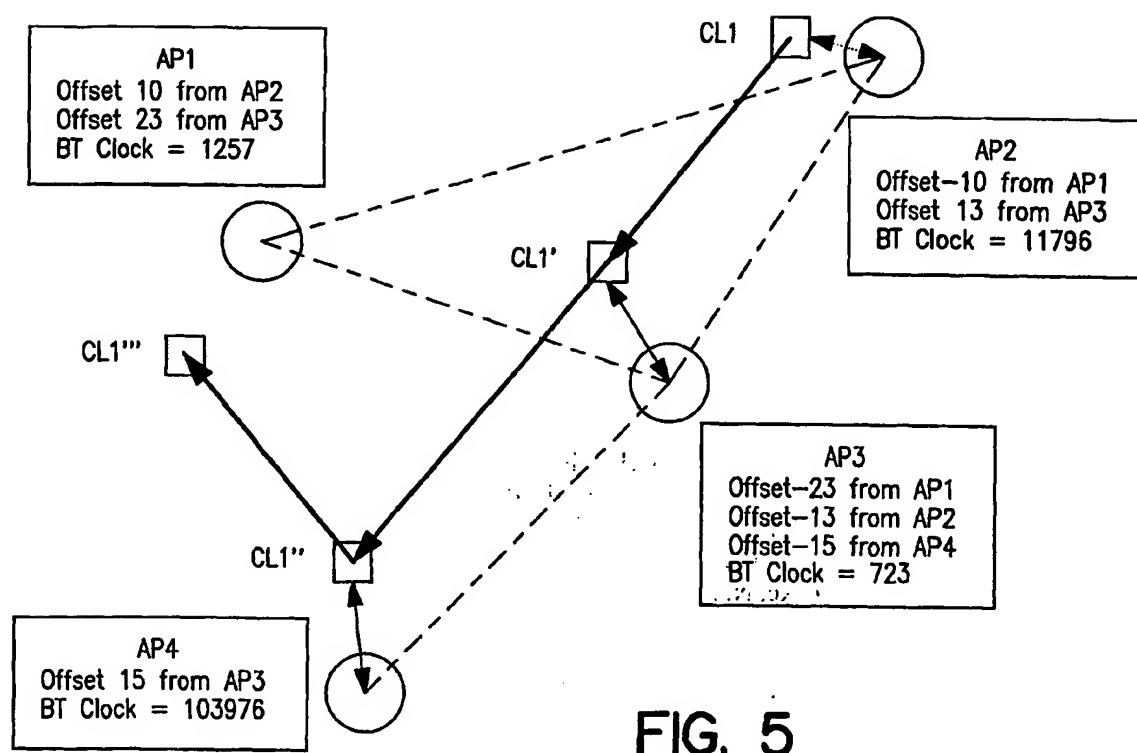 CL1
AP1
Offset 10 from AP2
Offset 23 from AP3
BT Clock = 1257
AP2
Offset-10 from AP1
Offset 13 from AP3
BT Clock = 11796
CL1'
CL1'''
AP3
Offset-23 from AP1
Offset-13 from AP2
Offset-15 from AP4
BT Clock = 723
CL1''
AP4
Offset 15 from AP3
BT Clock = 103976
FIG. 5